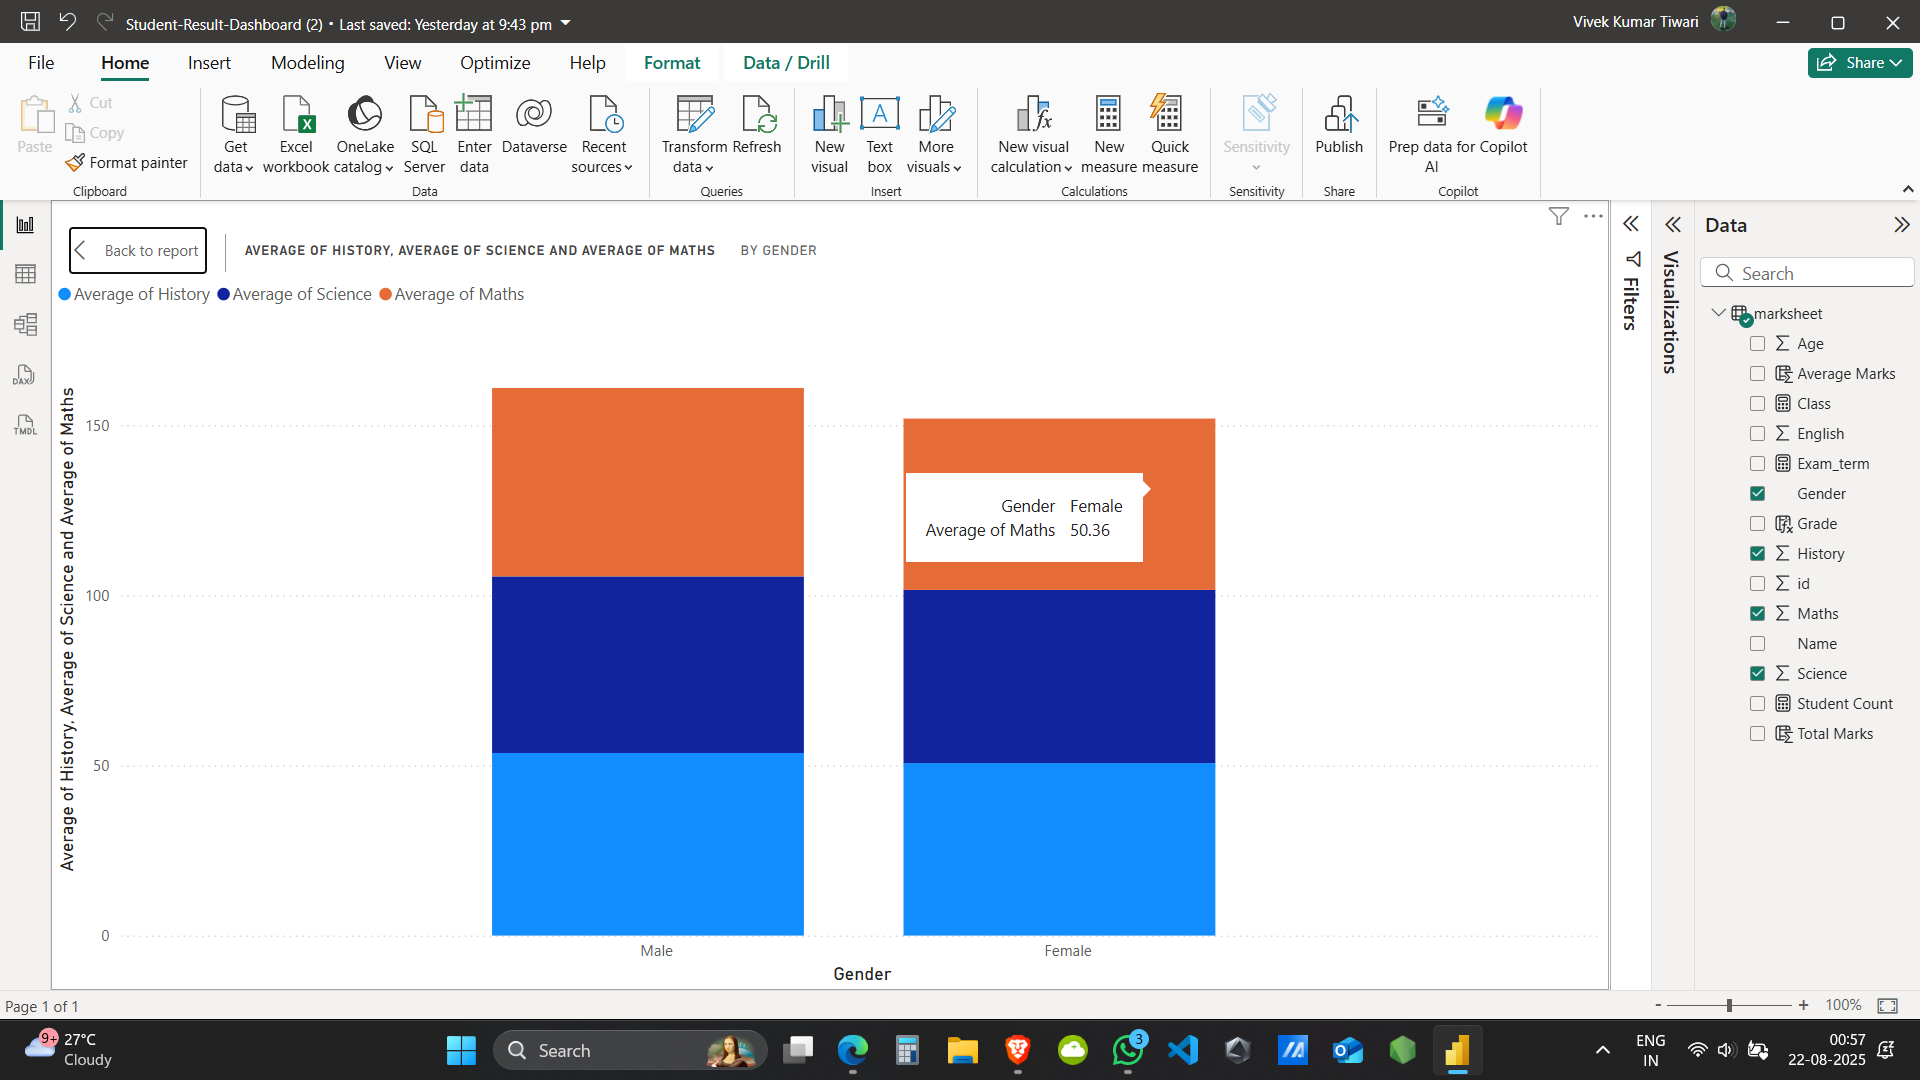 Student-Result-Dashboard (2) • Last saved: Yesterday at 9:43 pm
Vivek Kumar Tiwari
File Home Insert Modeling View Optimize Help Format Data / Drill
Share
Paste
Cut
Copy
Format painter
Clipboard
Get data
Excel workbook
OneLake catalog
SQL Server
Enter data
Dataverse
Recent sources
Data
Transform data
Refresh
Queries
New visual
Text box
More visuals
Insert
New visual calculation
New measure
Quick measure
Calculations
Sensitivity
Sensitivity
Publish
Share
Prep data for AI
Copilot
Copilot
DAX
TMDL
Back to report
AVERAGE OF HISTORY, AVERAGE OF SCIENCE AND AVERAGE OF MATHS BY GENDER
Average of History Average of Science Average of Maths
Average of History, Average of Science and Average of Maths
150
100
50
0
Gender Female
Average of Maths 50.36
Male Female
Gender
Filters
Visualizations
Data
Search
marksheet
Age
Average Marks
Class
English
Exam_term
Gender
Grade
History
id
Maths
Name
Science
Student Count
Total Marks
Page 1 of 1
- + 100%
9+
27°C
Cloudy
Search
3
ENG
IN
00:57
22-08-2025